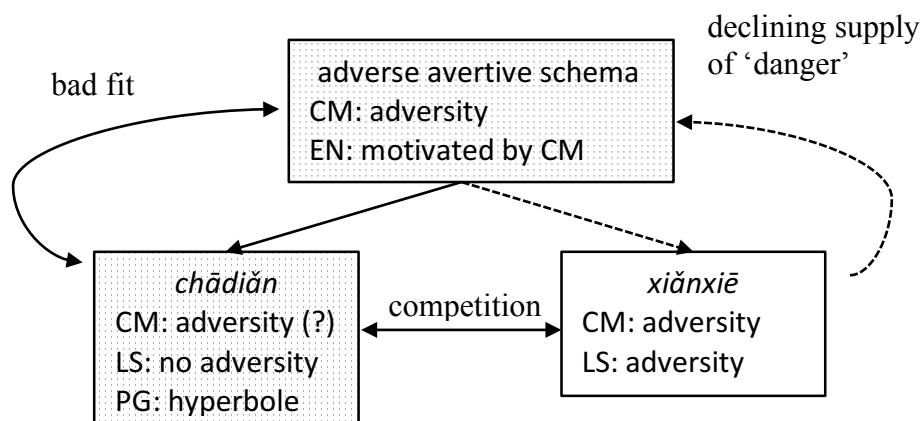 declining supply
of ‘danger’
bad fit
adverse avertive schema
CM: adversity
EN: motivated by CM
chādiǎn
CM: adversity (?)
LS: no adversity
PG: hyperbole
competition
xiǎnxiē
CM: adversity
LS: adversity